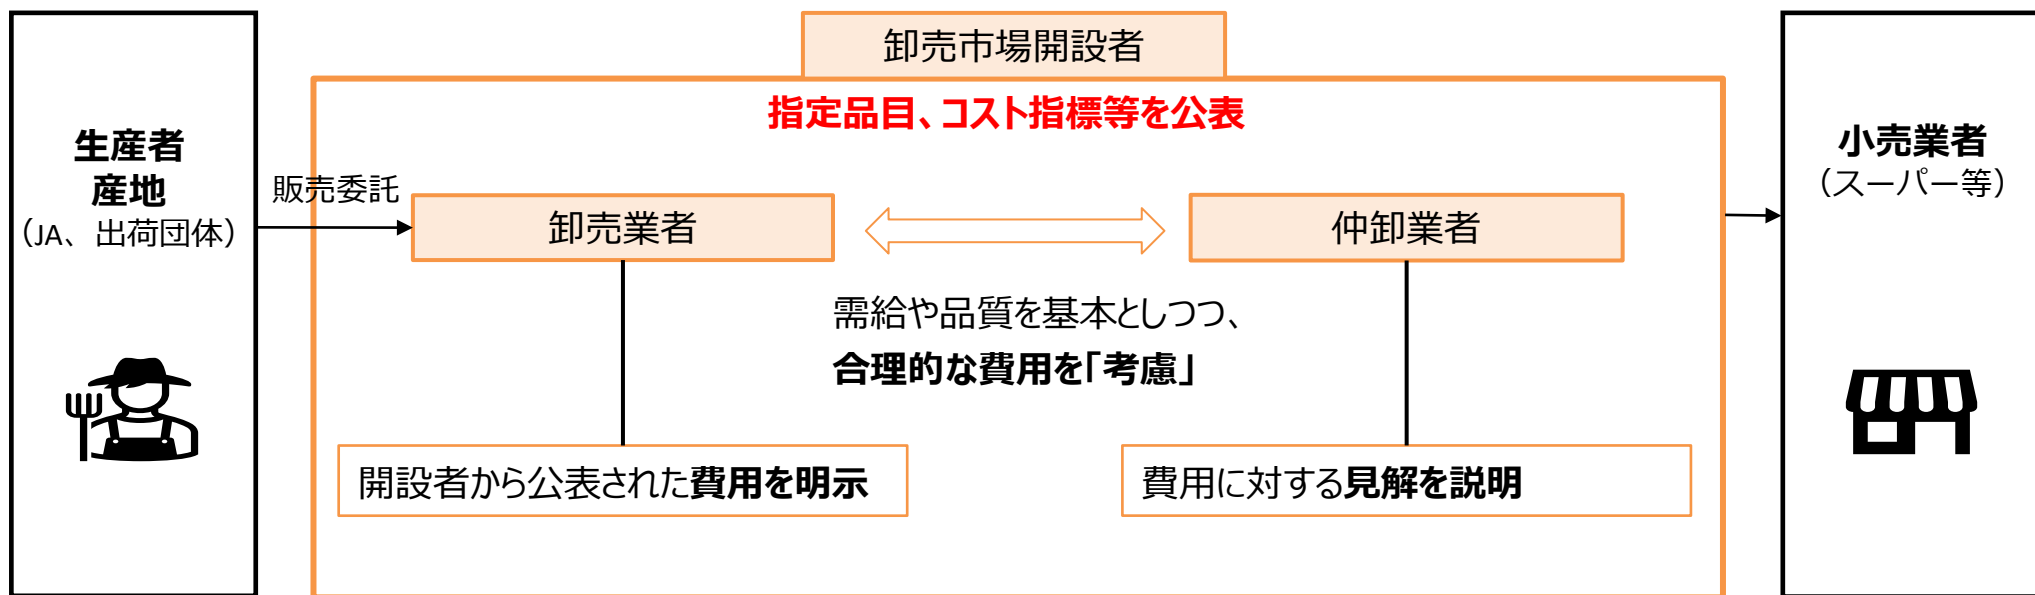 卸売市場開設者
指定品目、コスト指標等を公表
生産者
産地
（JA、出荷団体）
販売委託
卸売業者
仲卸業者
需給や品質を基本としつつ、
合理的な費用を「考慮」
開設者から公表された費用を明示
費用に対する見解を説明
小売業者
（スーパー等）